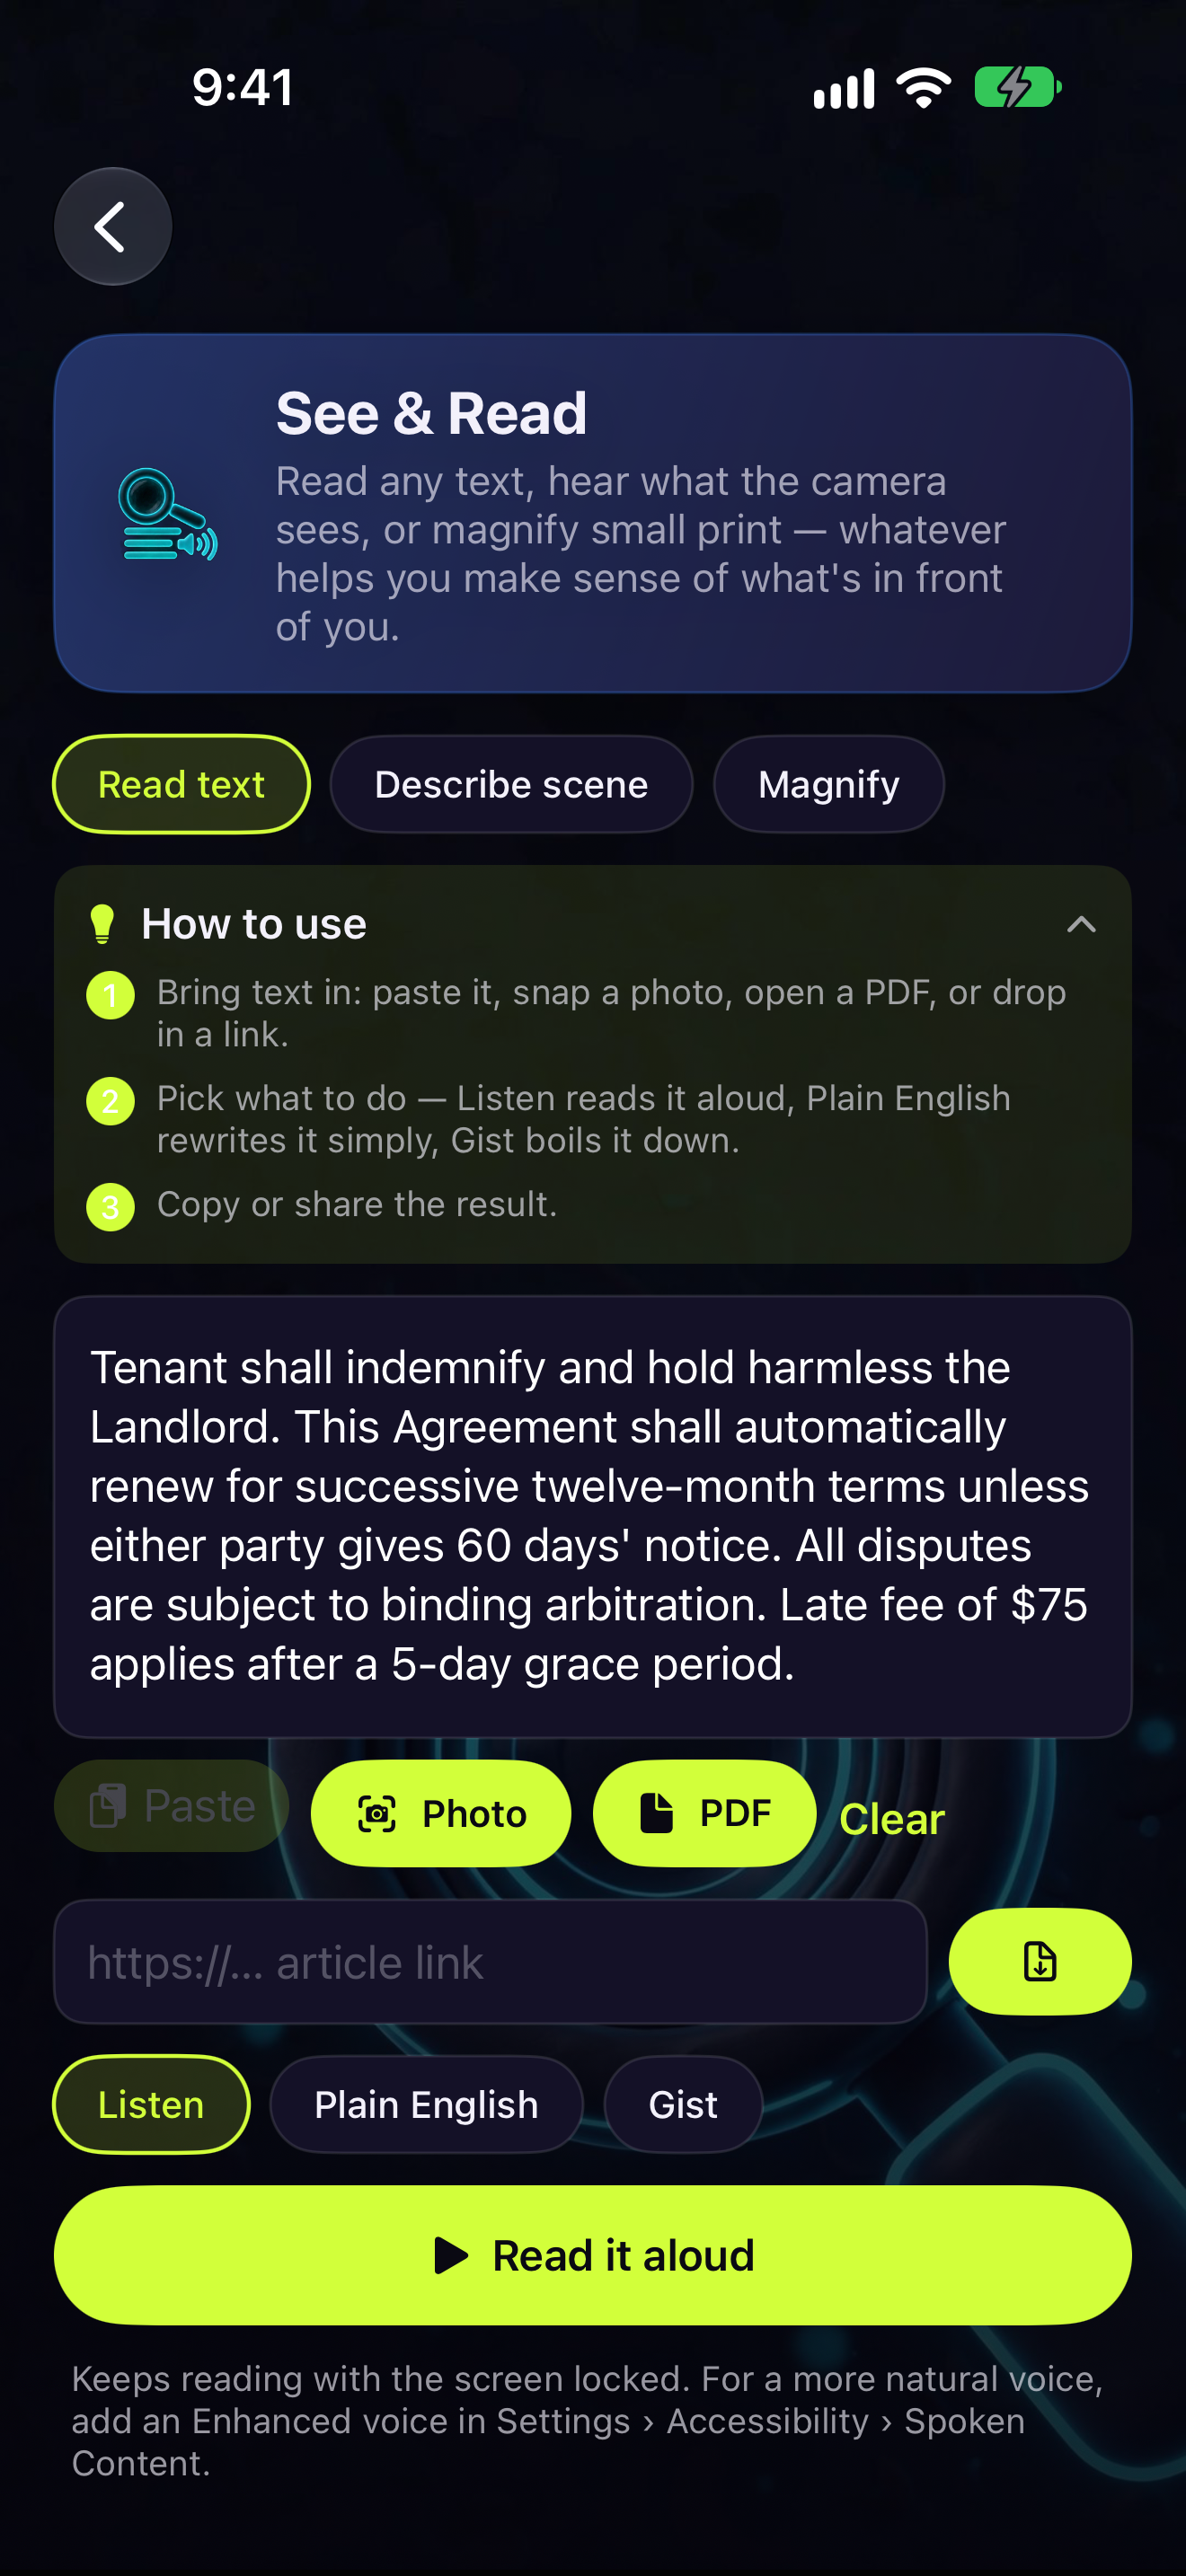 9:41
See & Read
Read any text, hear what the camera
sees, or magnify small print — whatever
helps you make sense of what's in front
of you.
Read text
Describe scene
Magnify
How to use
1 Bring text in: paste it, snap a photo, open a PDF, or drop
in a link.
2 Pick what to do — Listen reads it aloud, Plain English
rewrites it simply, Gist boils it down.
3 Copy or share the result.
Tenant shall indemnify and hold harmless the
Landlord. This Agreement shall automatically
renew for successive twelve-month terms unless
either party gives 60 days' notice. All disputes
are subject to binding arbitration. Late fee of $75
applies after a 5-day grace period.
Paste
Photo
PDF
Clear
https://... article link
Listen
Plain English
Gist
Read it aloud
Keeps reading with the screen locked. For a more natural voice,
add an Enhanced voice in Settings › Accessibility › Spoken
Content.